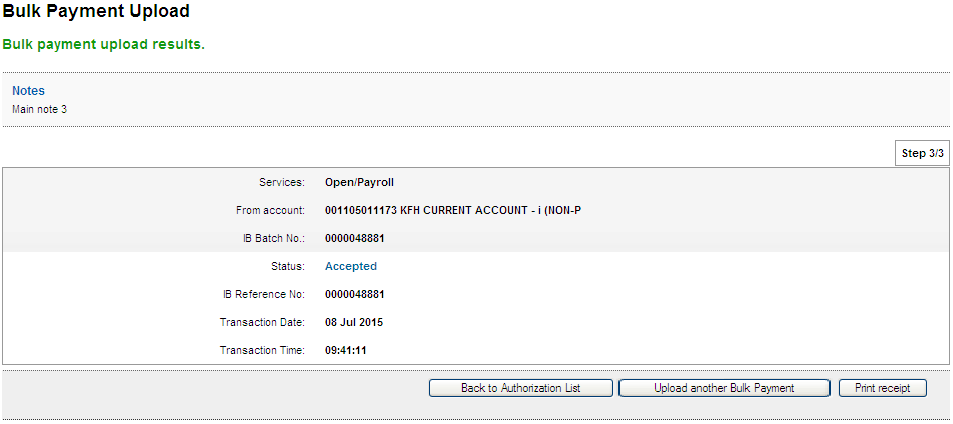 Bulk Payment Upload
Bulk payment upload results.
Notes
Main note 3
Step 3/3
Services: Open/Payroll
From account: 001105011173 KFH CURRENT ACCOUNT - i (NON-P
IB Batch No.: 0000048881
Status: Accepted
IB Reference No: 0000048881
Transaction Date: 08 Jul 2015
Transaction Time: 09:41:11
Back to Authorization List Upload another Bulk Payment Print receipt